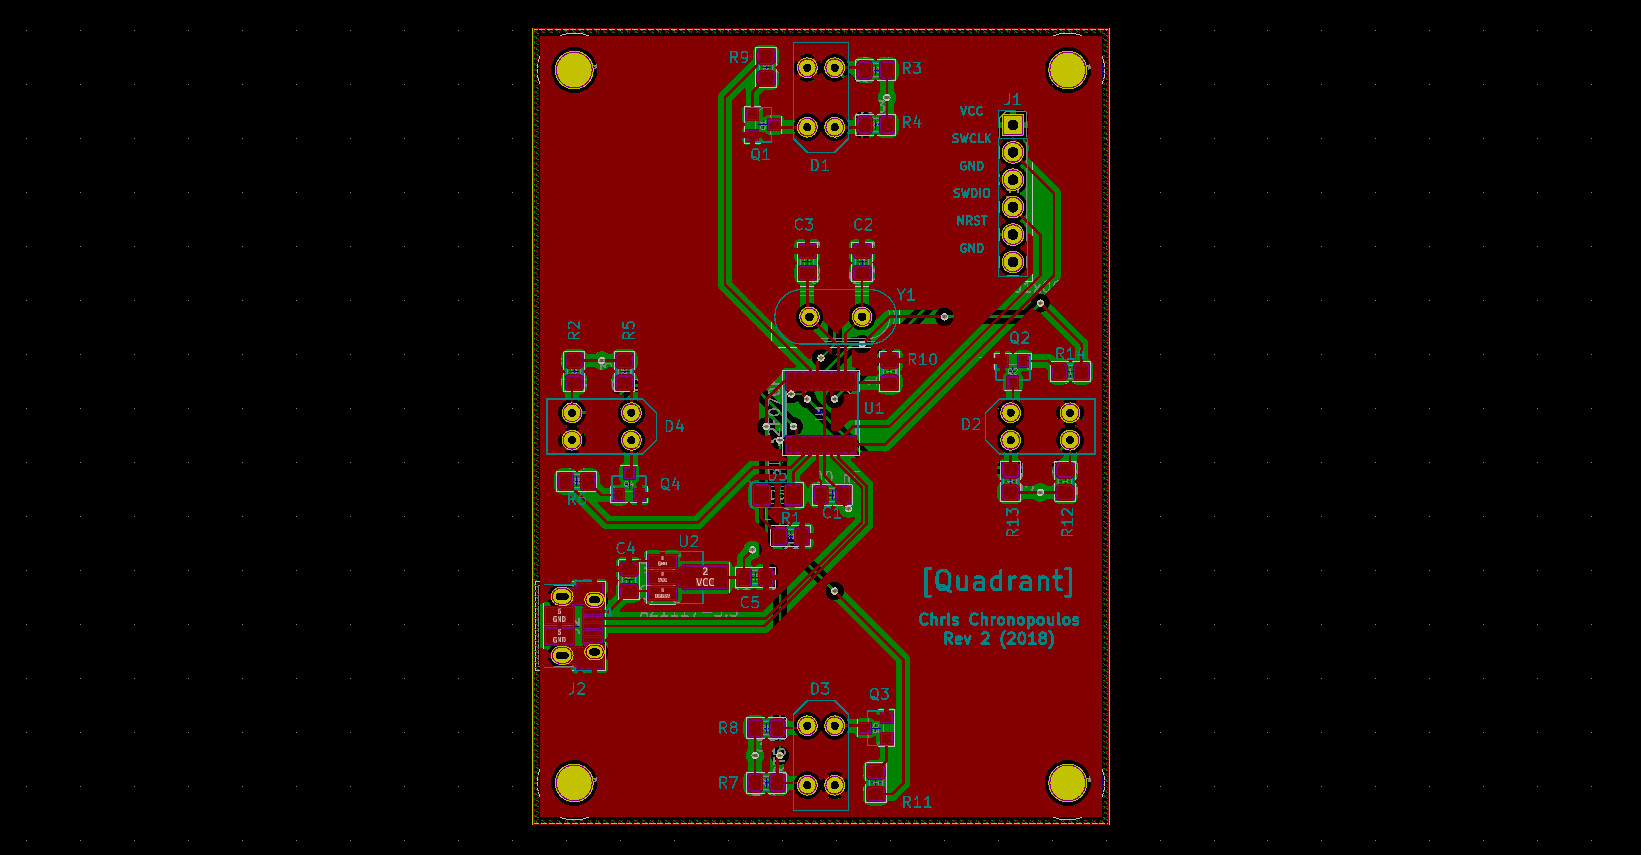 R9
R3
J1
VCC
R4
SWCLK
Q1
D1
GND
SWDIO
NRST
C3
C2
GND
Y1
R2
R5
Q2
R10
U1
D4
D2
Q4
R1
C1
R13
R12
U2
C4
2
VCC
[Quadrant]
C5
5
GND
5
GND
Chris Chronopoulos
Rev 2 (2018)
J2
D3
Q3
R8
R7
R11